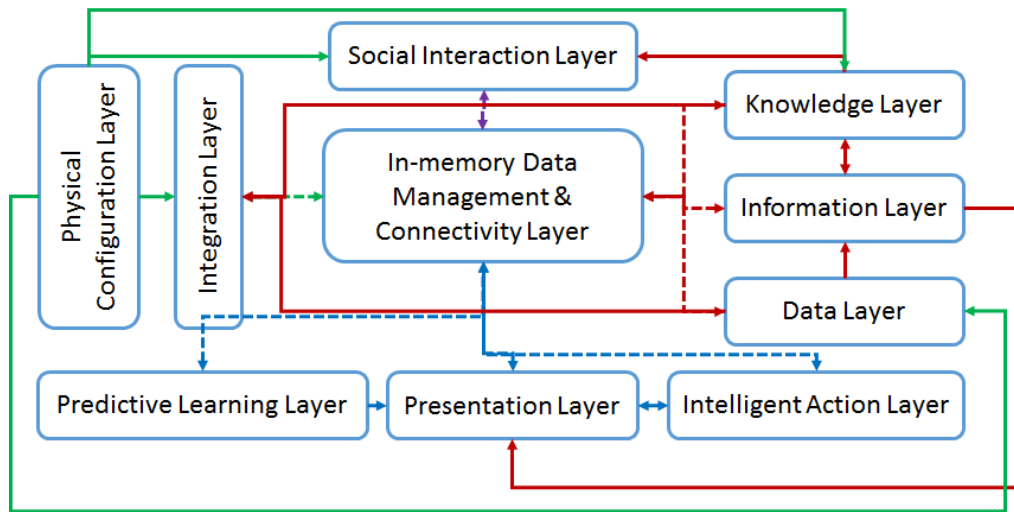 Social Interaction Layer
Physical
Configuration Layer
Integration Layer
Knowledge Layer
In-memory Data
Management &
Connectivity Layer
Information Layer
Data Layer
Predictive Learning Layer
Presentation Layer
Intelligent Action Layer